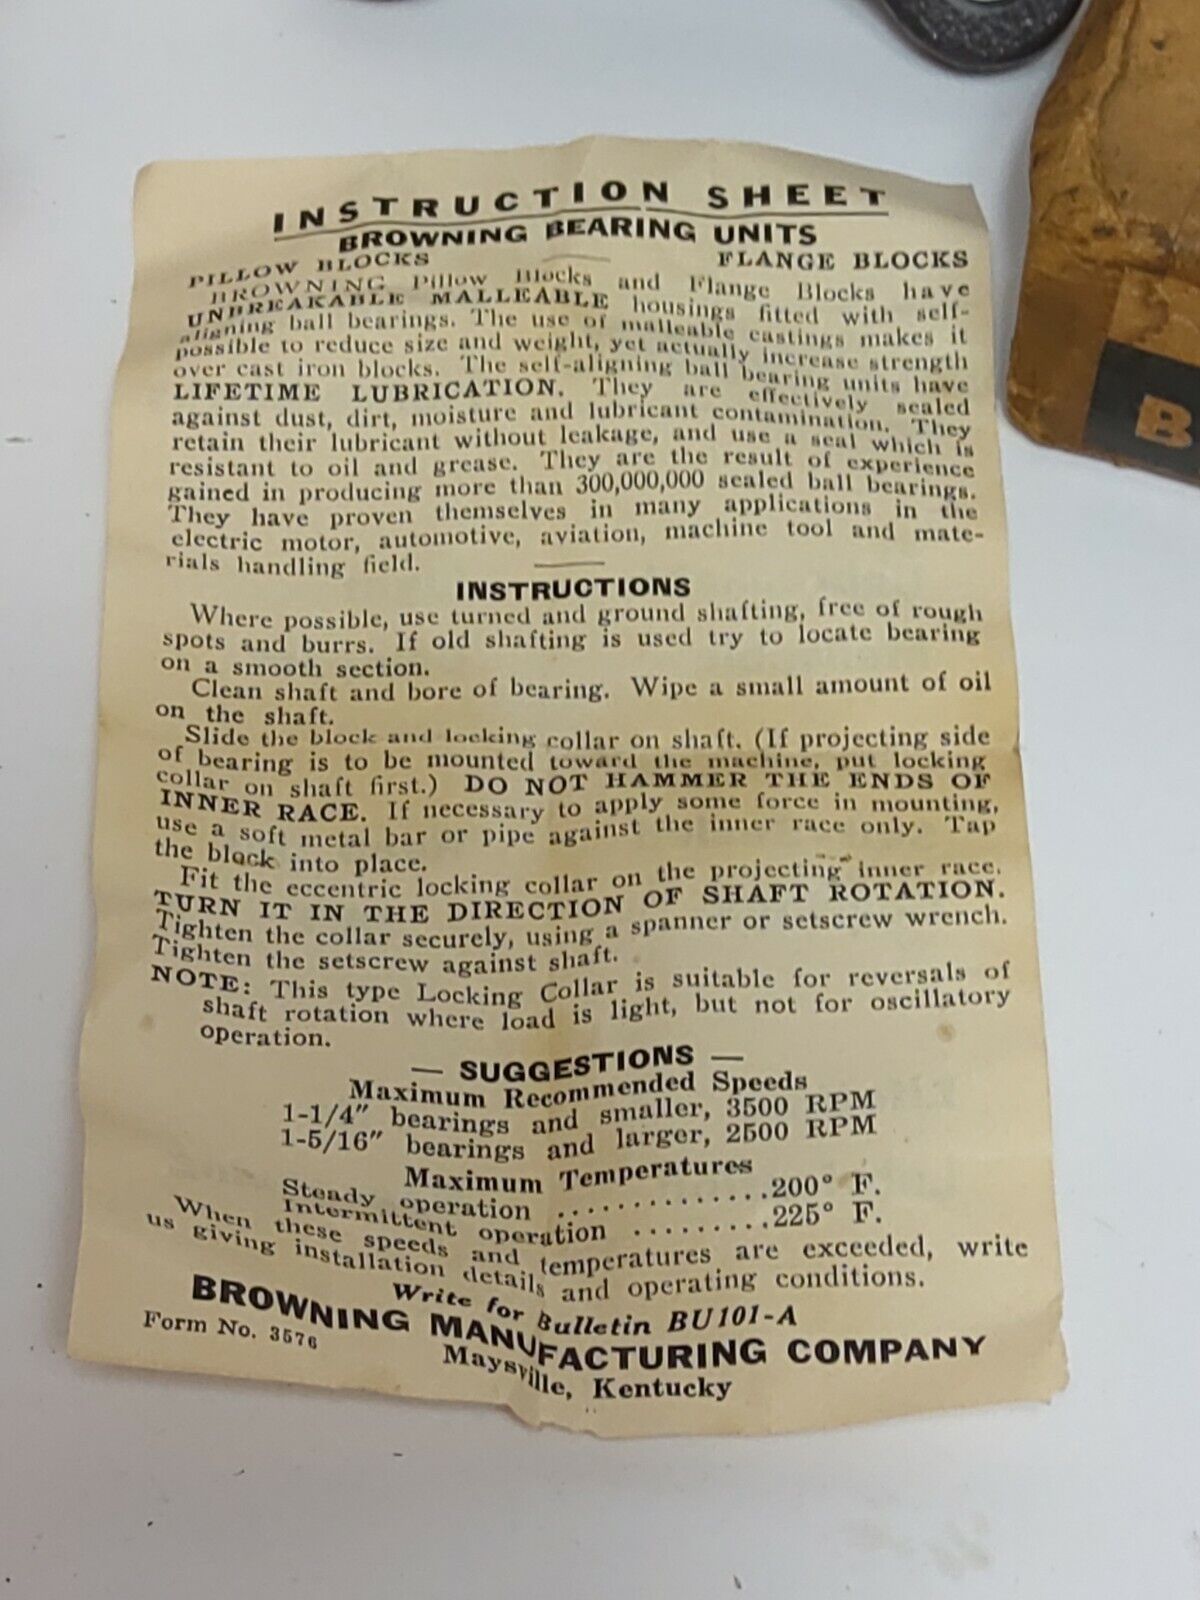 INSTRUCTION SHEET
BROWNING BEARING UNITS
PILLOW BLOCKS FLANGE BLOCKS
BROWNING Pillow Blocks and Flange Blocks have
UNBREAKABLE MALLEABLE housings fitted with self-
aligning ball bearings. The use of malleable castings makes it
possible to reduce size and weight, yet actually increase strength
over cast iron blocks. The self-aligning ball bearing units have
LIFETIME LUBRICATION. They are effectively sealed
against dust, dirt, moisture and lubricant contamination. They
retain their lubricant without leakage, and use a seal which is
resistant to oil and grease. They are the result of experience
gained in producing more than 300,000,000 sealed ball bearings.
They have proven themselves in many applications in the
electric motor, automotive, aviation, machine tool and mate-
rials handling field.
INSTRUCTIONS
Where possible, use turned and ground shafting, free of rough
spots and burrs. If old shafting is used try to locate bearing
on a smooth section.
Clean shaft and bore of bearing. Wipe a small amount of oil
on the shaft.
Slide the block and locking collar on shaft. (If projecting side
of bearing is to be mounted toward the machine, put locking
collar on shaft first.) DO NOT HAMMER THE ENDS OF
INNER RACE. If necessary to apply some force in mounting,
use a soft metal bar or pipe against the inner race only. Tap
the block into place.
Fit the eccentric locking collar on the projecting inner race.
TURN IT IN THE DIRECTION OF SHAFT ROTATION.
Tighten the collar securely, using a spanner or setscrew wrench.
Tighten the setscrew against shaft.
NOTE: This type Locking Collar is suitable for reversals of
shaft rotation where load is light, but not for oscillatory
operation.
— SUGGESTIONS —
Maximum Recommended Speeds
1-1/4" bearings and smaller, 3500 RPM
1-5/16" bearings and larger, 2500 RPM
Maximum Temperatures
Steady operation ............200° F.
Intermittent operation .........225° F.
When these speeds and temperatures are exceeded, write
us giving installation details and operating conditions.
Write for Bulletin BU101-A
BROWNING MANUFACTURING COMPANY
Form No. 3576 Maysville, Kentucky
B